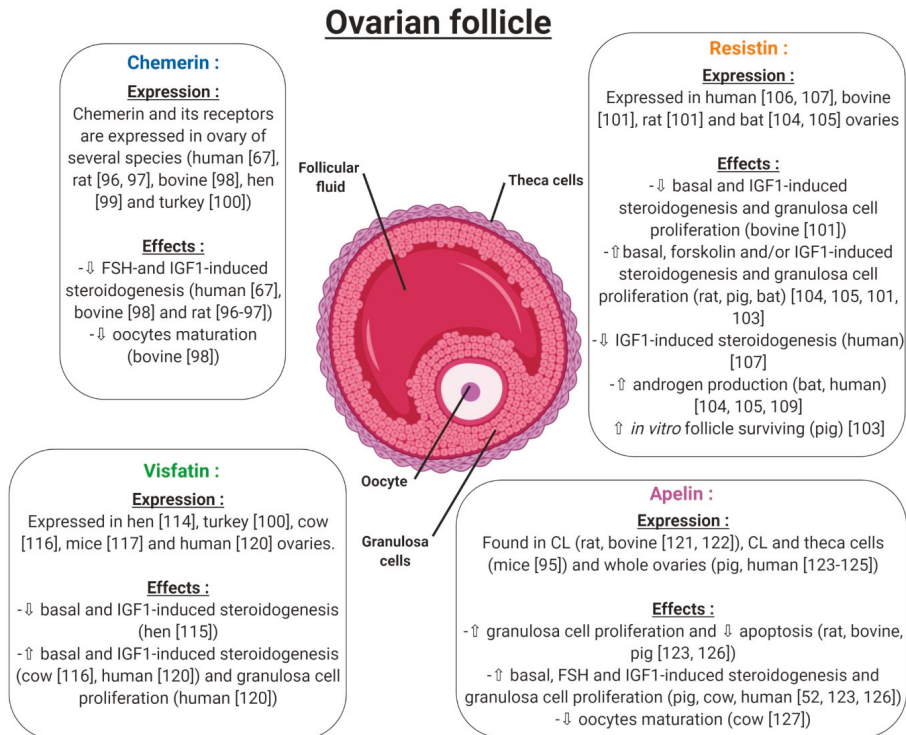 Ovarian follicle
Chemerin :
Expression :
Chemerin and its receptors
are expressed in ovary of
several species (human [67],
rat [96, 97], bovine [98], hen
[99] and turkey [100])
Effects :
-⇩ FSH-and IGF1-induced
steroidogenesis (human [67],
bovine [98] and rat [96-97])
-⇩ oocytes maturation
(bovine [98])
Resistin :
Expression :
Expressed in human [106, 107], bovine
[101], rat [101] and bat [104, 105] ovaries
Effects :
-⇩ basal and IGF1-induced
steroidogenesis and granulosa cell
proliferation (bovine [101])
-⇧basal, forskolin and/or IGF1-induced
steroidogenesis and granulosa cell
proliferation (rat, pig, bat) [104, 105, 101,
103]
-⇩ IGF1-induced steroidogenesis (human)
[107]
-⇧ androgen production (bat, human)
[104, 105, 109]
⇧ in vitro follicle surviving (pig) [103]
Follicular
fluid
Theca cells
Oocyte
Granulosa
cells
Visfatin :
Expression :
Expressed in hen [114], turkey [100], cow
[116], mice [117] and human [120] ovaries.
Effects :
-⇩ basal and IGF1-induced steroidogenesis
(hen [115])
-⇧ basal and IGF1-induced steroidogenesis
(cow [116], human [120]) and granulosa cell
proliferation (human [120])
Apelin :
Expression :
Found in CL (rat, bovine [121, 122]), CL and theca cells
(mice [95]) and whole ovaries (pig, human [123-125])
Effects :
-⇧ granulosa cell proliferation and ⇩ apoptosis (rat, bovine,
pig [123, 126])
-⇧ basal, FSH and IGF1-induced steroidogenesis and
granulosa cell proliferation (pig, cow, human [52, 123, 126])
-⇩ oocytes maturation (cow [127])